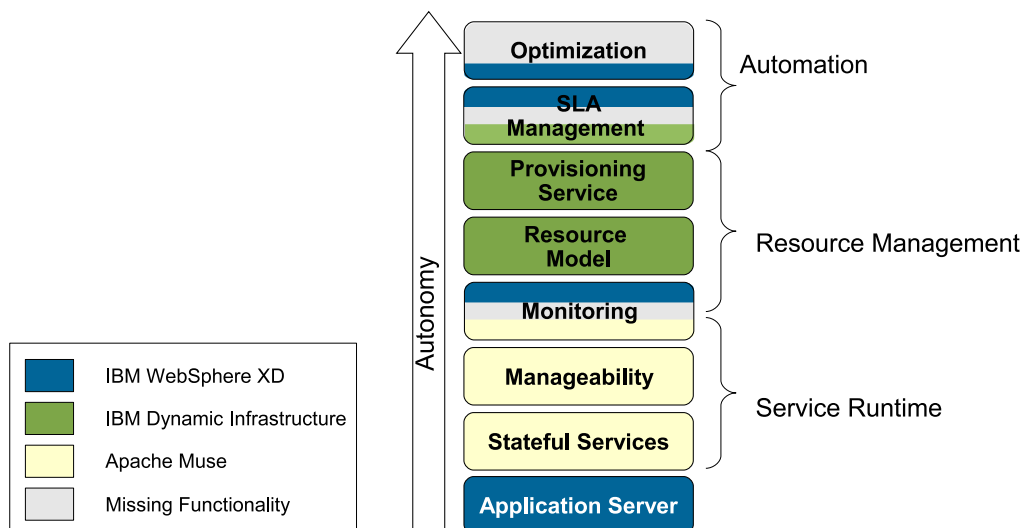 Optimization
SLA
Management
Automation
Provisioning
Service
Resource
Model
Resource Management
Monitoring
Manageability
Stateful Services
Service Runtime
Application Server
Autonomy
IBM WebSphere XD
IBM Dynamic Infrastructure
Apache Muse
Missing Functionality